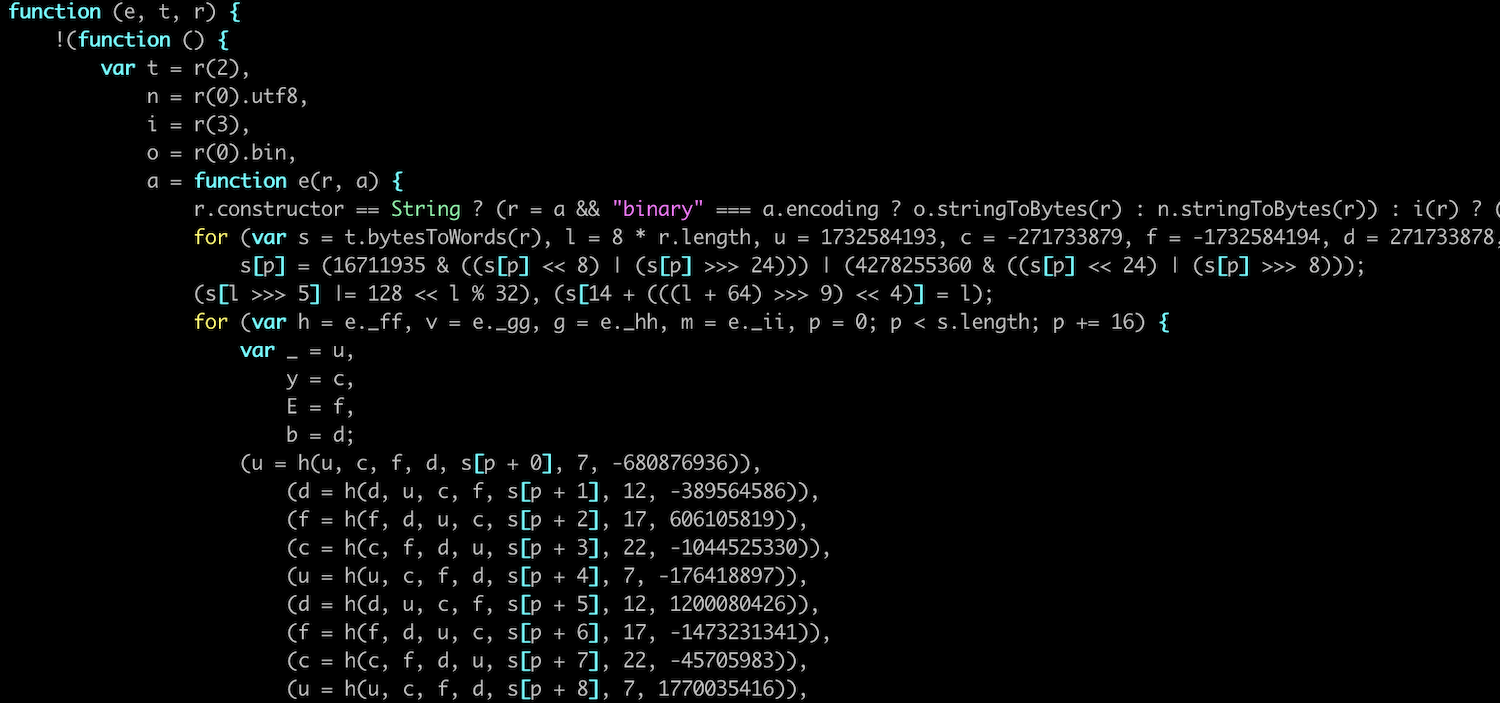 function (e, t, r) {
!(function () {
var t = r(2),
n = r(0).utf8,
i = r(3),
o = r(0).bin,
a = function e(r, a) {
r.constructor == String ? (r = a && "binary" === a.encoding ? o.stringToBytes(r) : n.stringToBytes(r)) : i(r) ? (
for (var s = t.bytesToWords(r), l = 8 * r.length, u = 1732584193, c = -271733879, f = -1732584194, d = 271733878,
s[p] = (16711935 & ((s[p] << 8) | (s[p] >>> 24))) | (4278255360 & ((s[p] << 24) | (s[p] >>> 8)));
(s[l >>> 5] |= 128 << l % 32), (s[14 + (((l + 64) >>> 9) << 4)] = l);
for (var h = e._ff, v = e._gg, g = e._hh, m = e._ii, p = 0; p < s.length; p += 16) {
var _ = u,
y = c,
E = f,
b = d;
(u = h(u, c, f, d, s[p + 0], 7, -680876936)),
(d = h(d, u, c, f, s[p + 1], 12, -389564586)),
(f = h(f, d, u, c, s[p + 2], 17, 606105819)),
(c = h(c, f, d, u, s[p + 3], 22, -1044525330)),
(u = h(u, c, f, d, s[p + 4], 7, -176418897)),
(d = h(d, u, c, f, s[p + 5], 12, 1200080426)),
(f = h(f, d, u, c, s[p + 6], 17, -1473231341)),
(c = h(c, f, d, u, s[p + 7], 22, -45705983)),
(u = h(u, c, f, d, s[p + 8], 7, 1770035416)),